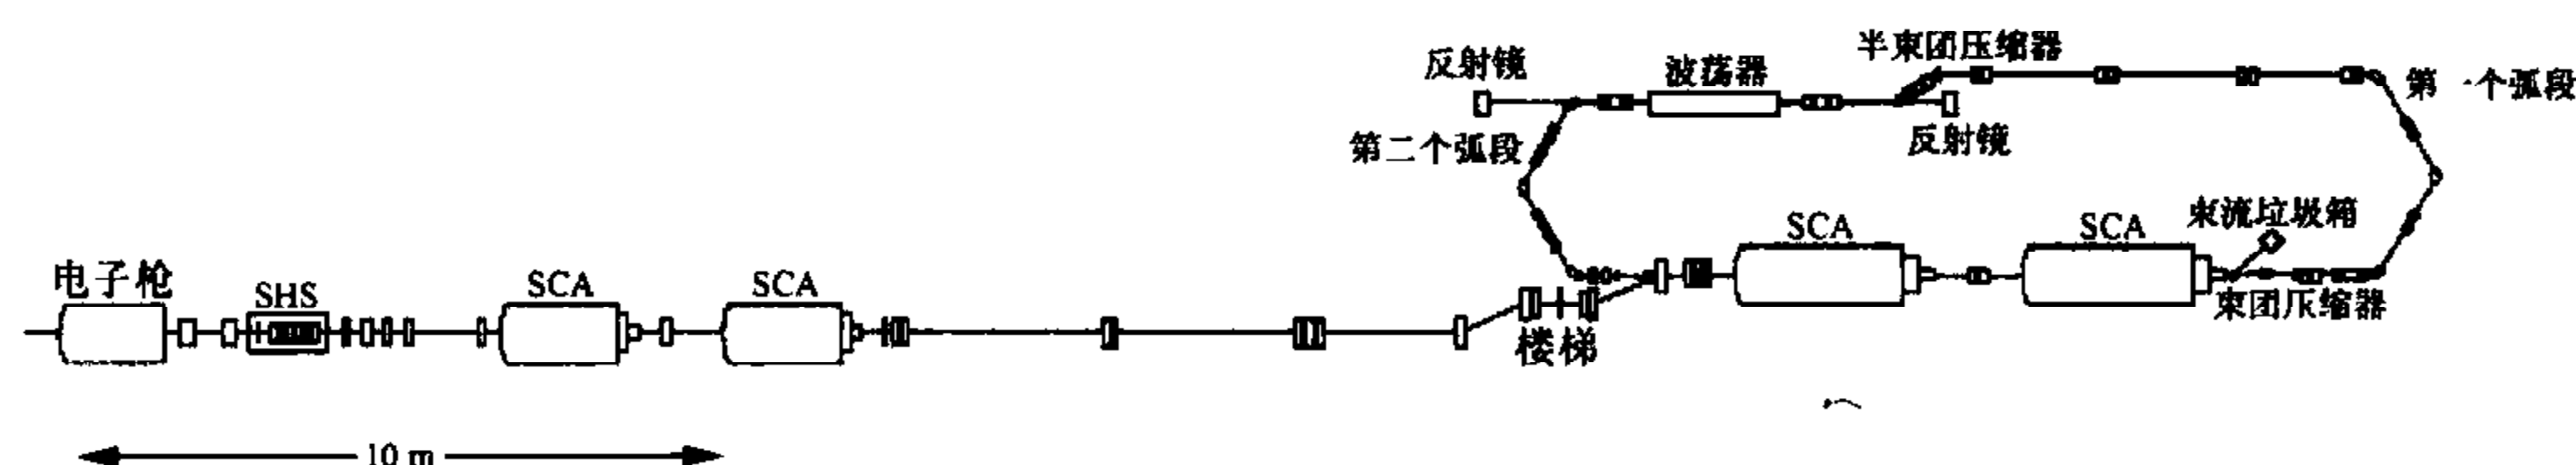 半束团压缩器
反射镜
波荡器
第一个弧段
反射镜
第二个弧段
SCA
SCA
束流垃圾箱
电子枪
SHS
SCA
SCA
束团压缩器
楼梯
10 m